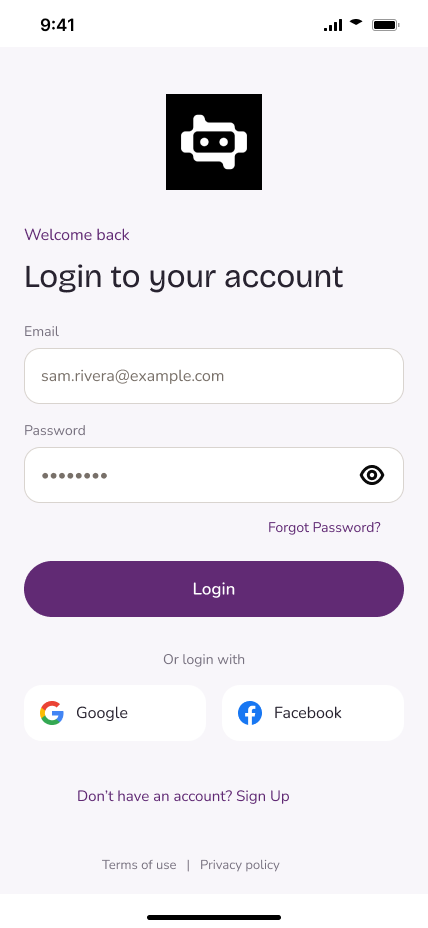 9:41
Welcome back
Login to your account
Email
sam.rivera@example.com
Password
••••••••
Forgot Password?
Login
Or login with
Google
Facebook
Don't have an account? Sign Up
Terms of use | Privacy policy